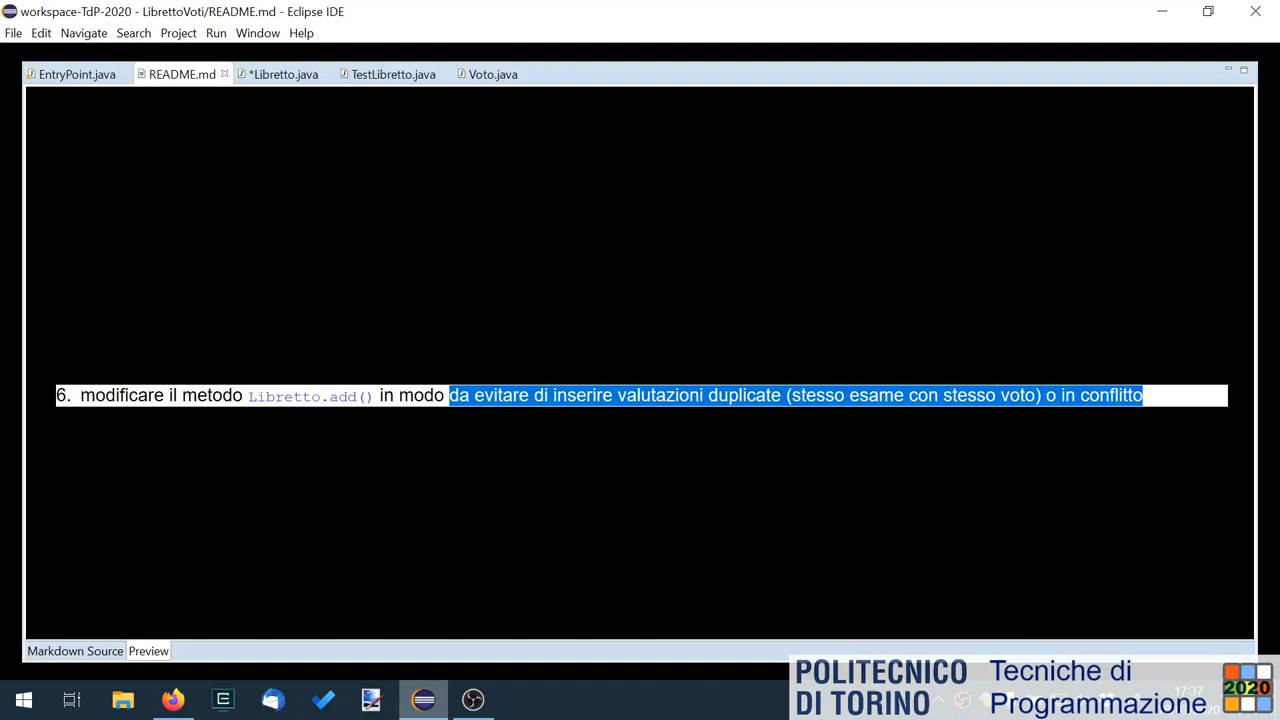 workspace-TdP-2020 - LibrettoVoti/README.md - Eclipse IDE
File Edit Navigate Search Project Run Window Help
EntryPoint.java README.md *Libretto.java TestLibretto.java Voto.java
6. modificare il metodo Libretto.add() in modo da evitare di inserire valutazioni duplicate (stesso esame con stesso voto) o in conflitto
Markdown Source Preview
POLITECNICO DI TORINO
Tecniche di Programmazione
2020
17:37